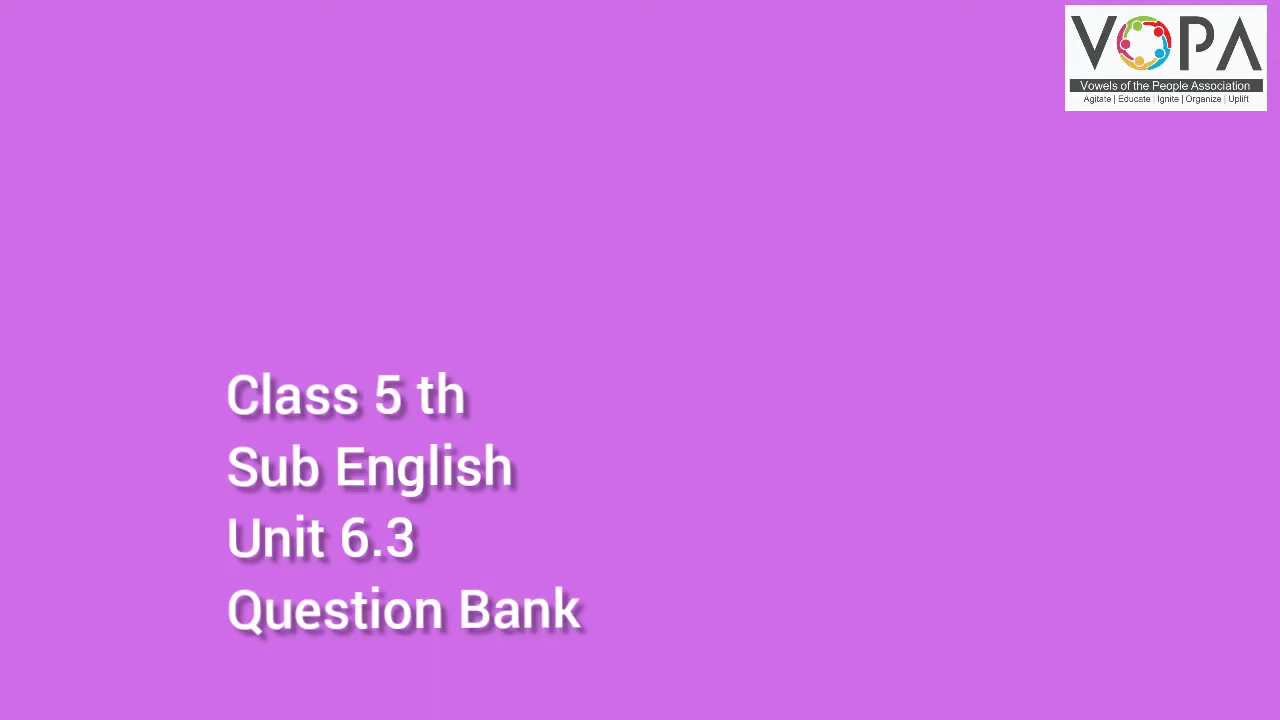 VOPA
Vowels of the People Association
Agitate | Educate | Ignite | Organize | Uplift
Class 5 th
Sub English
Unit 6.3
Question Bank